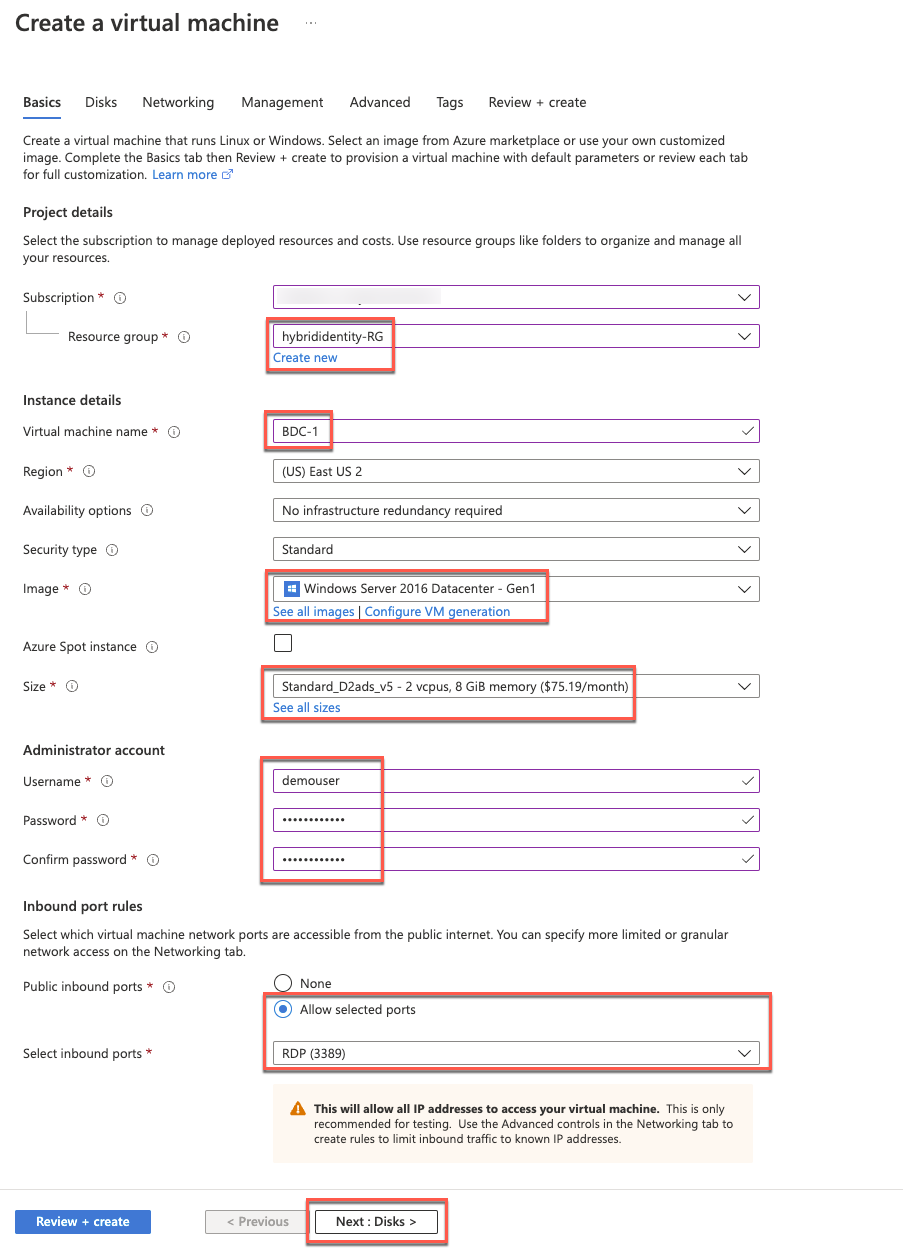 Create a virtual machine ...
Basics Disks Networking Management Advanced Tags Review + create
Create a virtual machine that runs Linux or Windows. Select an image from Azure marketplace or use your own customized
image. Complete the Basics tab then Review + create to provision a virtual machine with default parameters or review each tab
for full customization. Learn more
Project details
Select the subscription to manage deployed resources and costs. Use resource groups like folders to organize and manage all
your resources.
Subscription *
Resource group * hybrididentity-RG
Create new
Instance details
Virtual machine name * BDC-1
Region * (US) East US 2
Availability options No infrastructure redundancy required
Security type Standard
Image * Windows Server 2016 Datacenter - Gen1
See all images | Configure VM generation
Azure Spot instance
Size * Standard_D2ads_v5 - 2 vcpus, 8 GiB memory ($75.19/month)
See all sizes
Administrator account
Username * demouser
Password * ••••••••••••
Confirm password * ••••••••••••
Inbound port rules
Select which virtual machine network ports are accessible from the public internet. You can specify more limited or granular
network access on the Networking tab.
Public inbound ports * None
Allow selected ports
Select inbound ports * RDP (3389)
This will allow all IP addresses to access your virtual machine. This is only
recommended for testing. Use the Advanced controls in the Networking tab to
create rules to limit inbound traffic to known IP addresses.
Review + create < Previous Next : Disks >